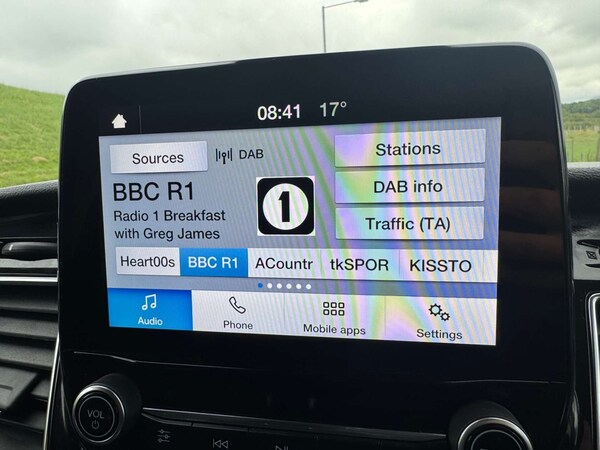 08:41 17°
Sources
DAB
Stations
BBC R1
DAB info
Radio 1 Breakfast
with Greg James
1
Traffic (TA)
Heart00s BBC R1 ACountr tkSPOR KISSTO
Audio Phone Mobile apps Settings
VOL